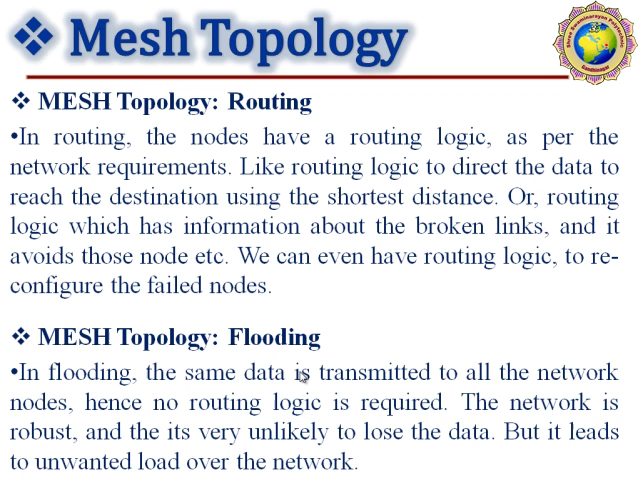 ❖ Mesh Topology
Shree Swaminarayan Polytechnic
Gandhinagar
❖ MESH Topology: Routing
•In routing, the nodes have a routing logic, as per the
network requirements. Like routing logic to direct the data to
reach the destination using the shortest distance. Or, routing
logic which has information about the broken links, and it
avoids those node etc. We can even have routing logic, to re-
configure the failed nodes.
❖ MESH Topology: Flooding
•In flooding, the same data is transmitted to all the network
nodes, hence no routing logic is required. The network is
robust, and the its very unlikely to lose the data. But it leads
to unwanted load over the network.